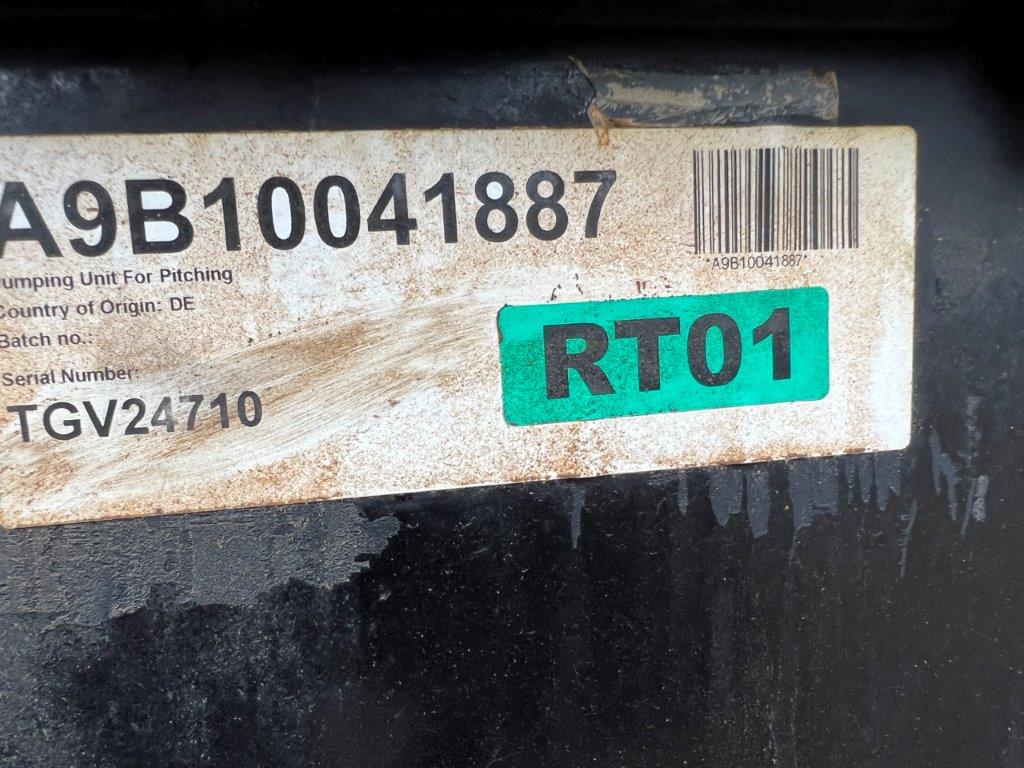 A9B10041887
*A9B10041887*
umping Unit For Pitching
Country of Origin: DE
RT01
Batch no.:
Serial Number:
TGV24710